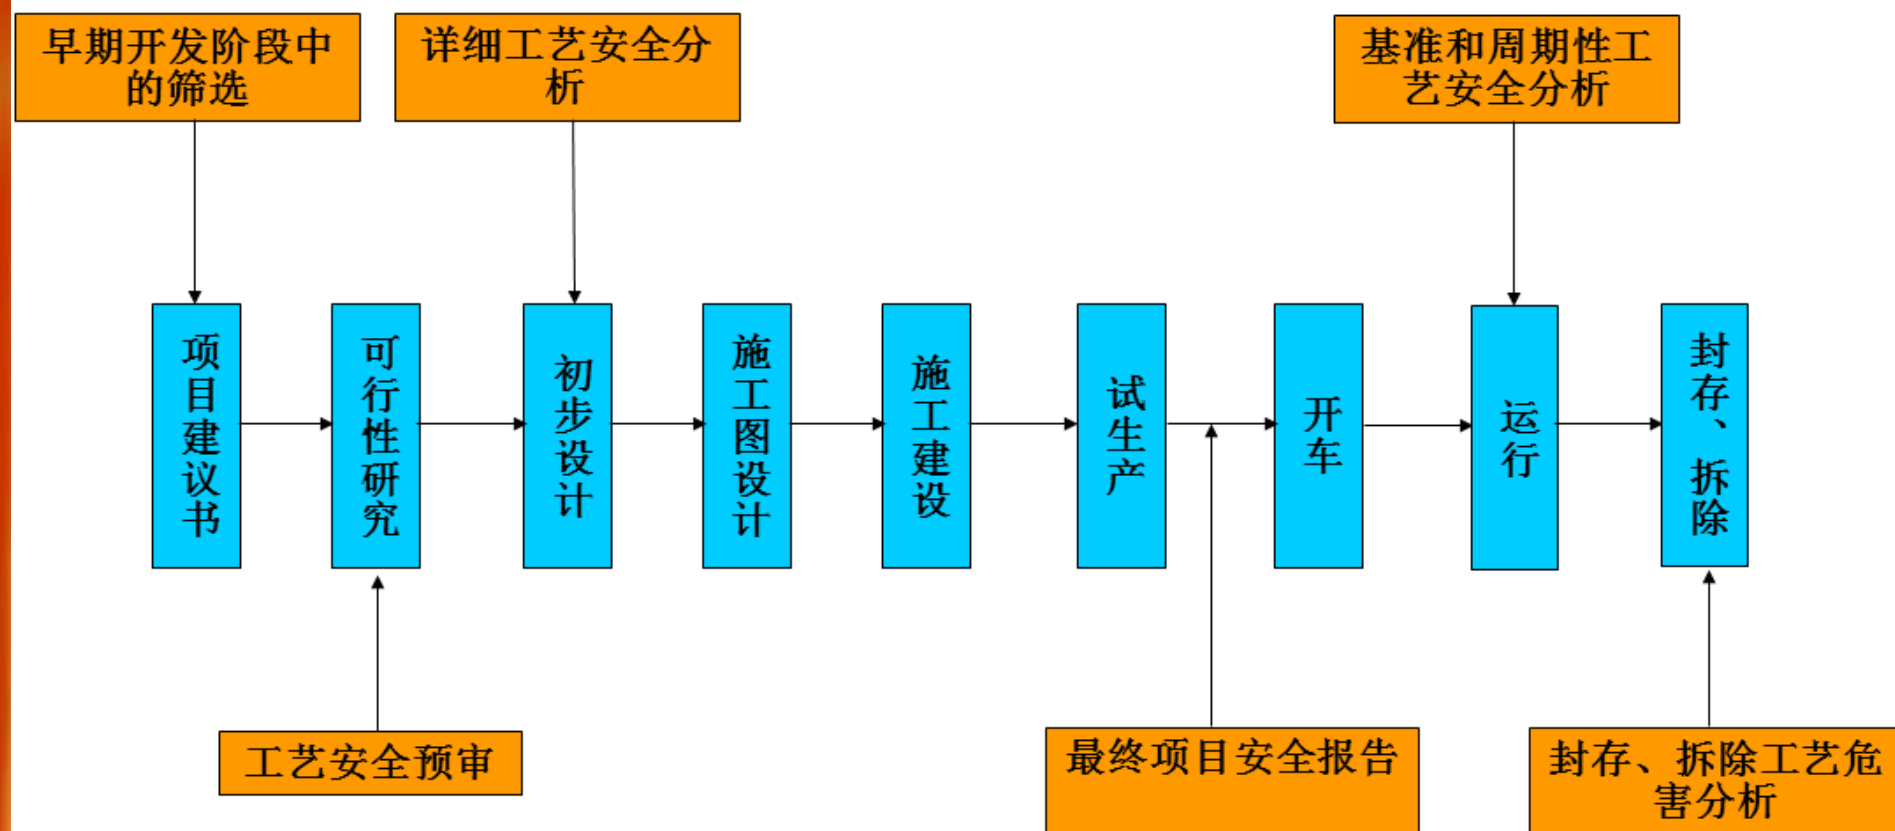 早期开发阶段中
的筛选
详细工艺安全分
析
基准和周期性工
艺安全分析
项目建议书
可行性研究
初步设计
施工图设计
施工建设
试生产
开车
运行
封存、拆除
工艺安全预审
最终项目安全报告
封存、拆除工艺危
害分析